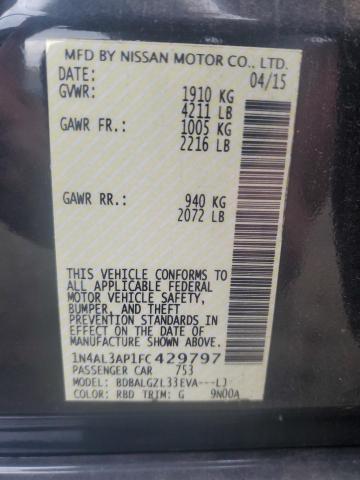 MFD BY NISSAN MOTOR CO., LTD.
DATE: 04/15
GVWR: 1910 KG
4211 LB
GAWR FR.: 1005 KG
2216 LB
GAWR RR.: 940 KG
2072 LB
THIS VEHICLE CONFORMS TO
ALL APPLICABLE FEDERAL
MOTOR VEHICLE SAFETY,
BUMPER, AND THEFT
PREVENTION STANDARDS
IN EFFECT ON THE DATE OF
MANUFACTURE SHOWN
ABOVE.
1N4AL3AP1FC429797
PASSENGER CAR 753
MODEL: BDBALGZL33EVA---LJ
COLOR: RBD TRIM: G 9N00A